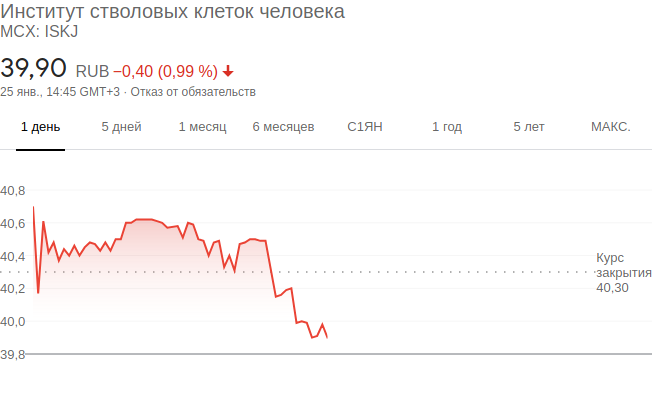 Институт стволовых клеток человека
MCX: ISKJ
39,90 RUB −0,40 (0,99 %)
25 янв., 14:45 GMT+3 · Отказ от обязательств
1 день 5 дней 1 месяц 6 месяцев С1ЯН 1 год 5 лет МАКС.
40,8
40,6
40,4
Курс
закрытия
40,30
40,2
40,0
39,8